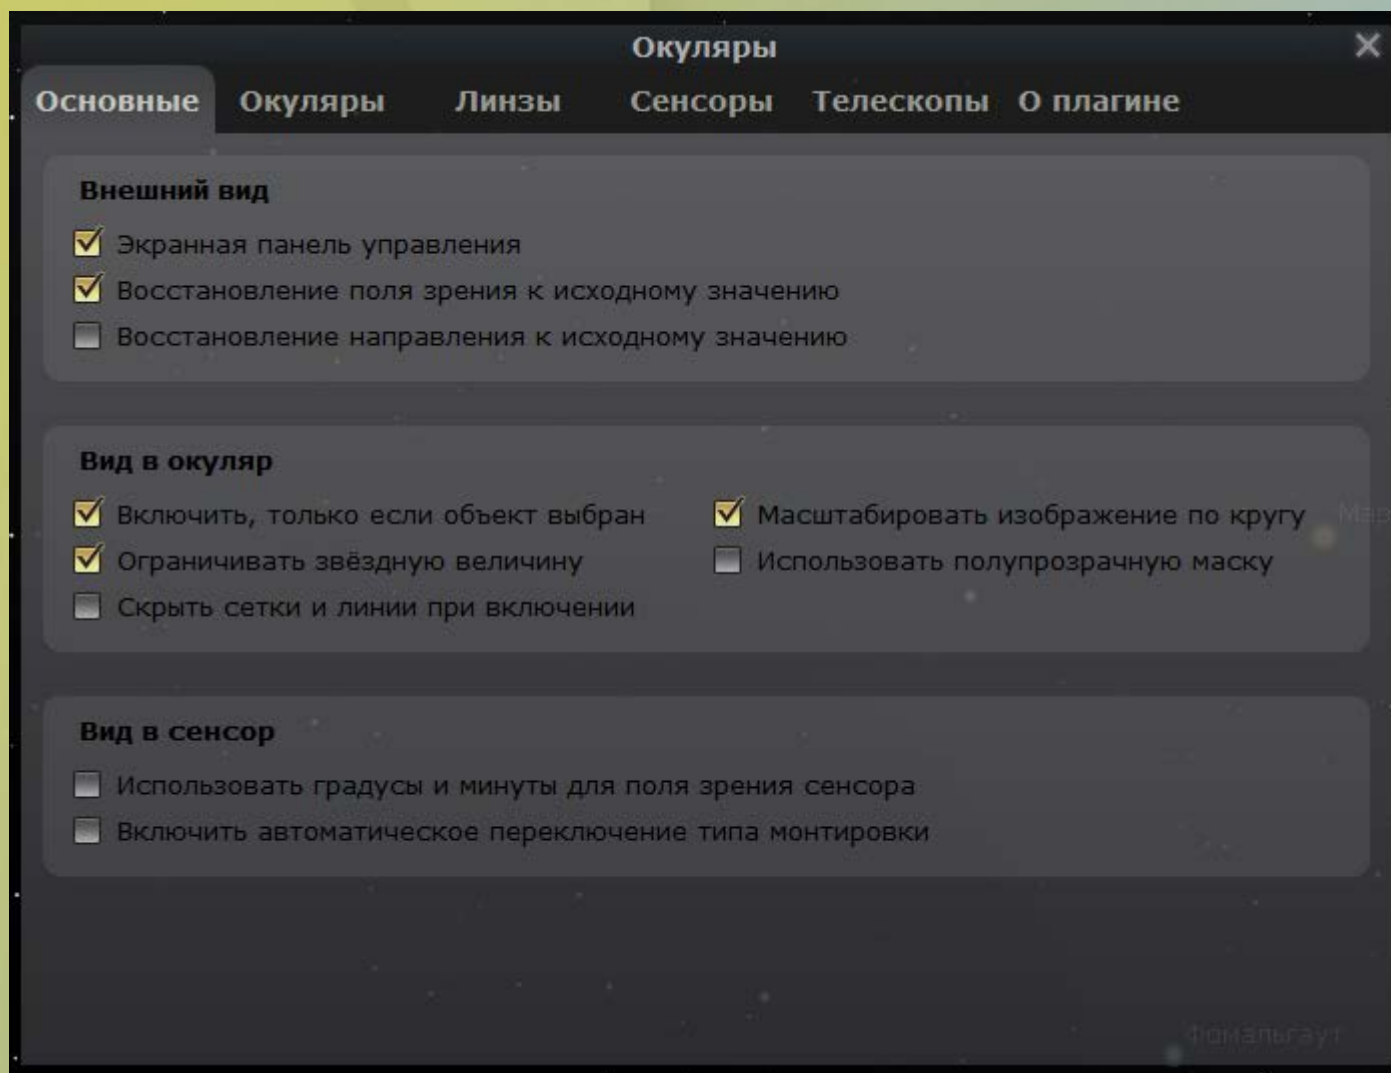 Окуляры
Основные Окуляры Линзы Сенсоры Телескопы О плагине
Внешний вид
Экранная панель управления
Восстановление поля зрения к исходному значению
Восстановление направления к исходному значению
Вид в окуляр
Включить, только если объект выбран
Масштабировать изображение по кругу
Мар
Ограничивать звёздную величину
Использовать полупрозрачную маску
Скрыть сетки и линии при включении
Вид в сенсор
Использовать градусы и минуты для поля зрения сенсора
Включить автоматическое переключение типа монтировки
Фомальгаут